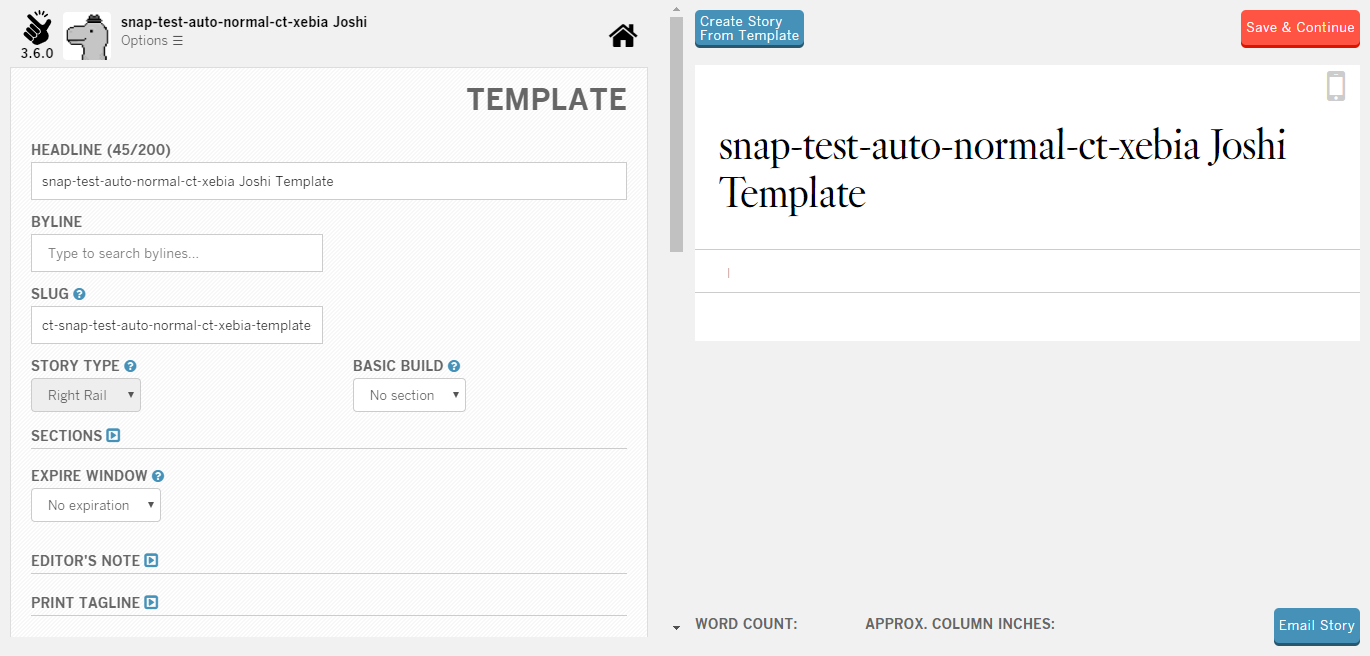 snap-test-auto-normal-ct-xebia Joshi
Options ☰
3.6.0
TEMPLATE
HEADLINE (45/200)
snap-test-auto-normal-ct-xebia Joshi Template
BYLINE
Type to search bylines...
SLUG ?
ct-snap-test-auto-normal-ct-xebia-template
STORY TYPE ? BASIC BUILD ?
Right Rail No section
SECTIONS
EXPIRE WINDOW ?
No expiration
EDITOR'S NOTE
PRINT TAGLINE
Create Story
From Template
Save & Continue
snap-test-auto-normal-ct-xebia Joshi
Template
WORD COUNT: APPROX. COLUMN INCHES:
Email Story